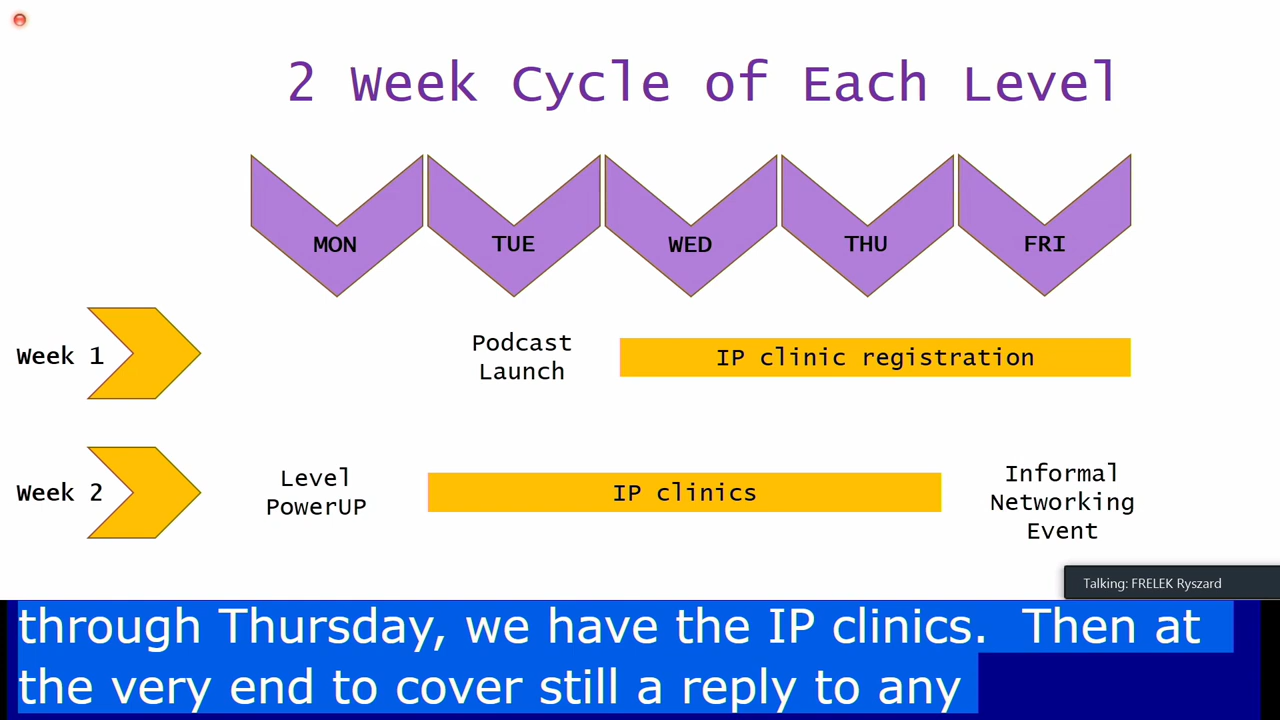 2 Week Cycle of Each Level
MON TUE WED THU FRI
Week 1
Podcast
Launch
IP clinic registration
Week 2
Level
PowerUP
IP clinics
Informal
Networking
Event
Talking: FRELEK Ryszard
through Thursday, we have the IP clinics.  Then at
the very end to cover still a reply to any